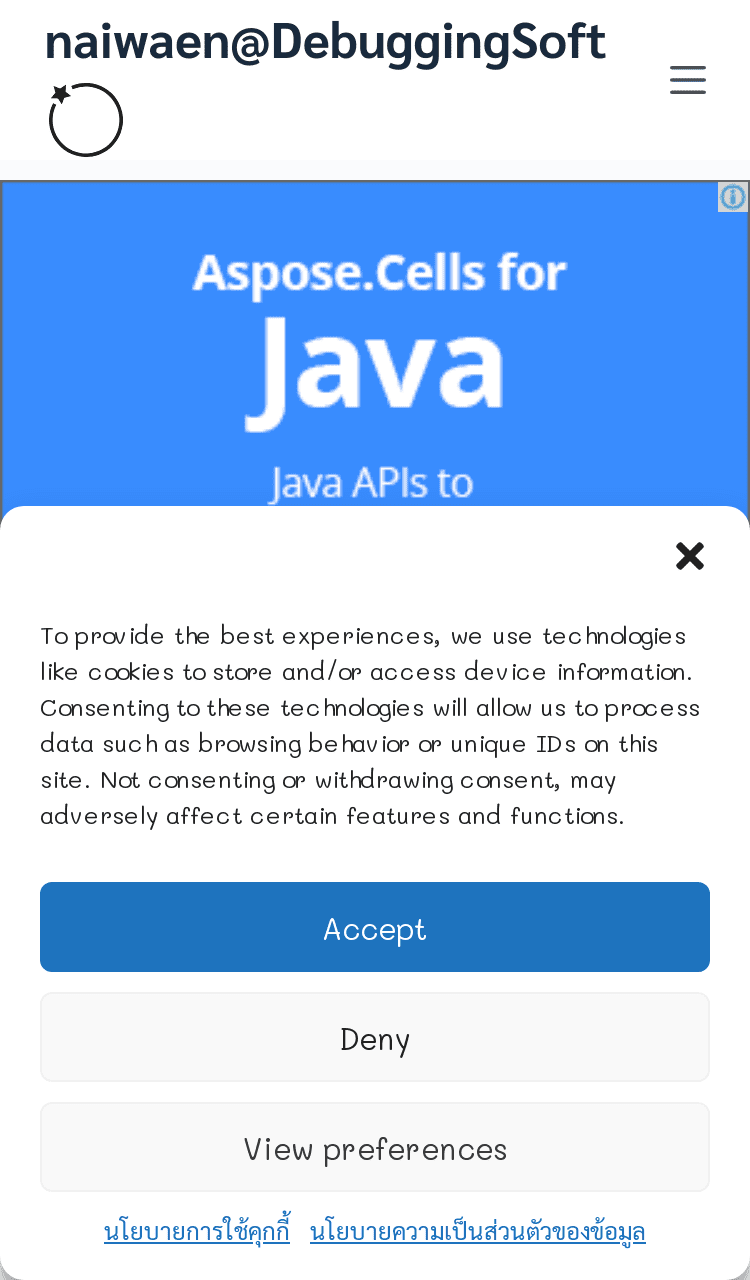 naiwaen@DebuggingSoft
Aspose.Cells for
Java
Java APIs to
To provide the best experiences, we use technologies
like cookies to store and/or access device information.
Consenting to these technologies will allow us to process
data such as browsing behavior or unique IDs on this
site. Not consenting or withdrawing consent, may
adversely affect certain features and functions.
Accept
Deny
View preferences
นโยบายการใช้คุกกี้ นโยบายความเป็นส่วนตัวของข้อมูล